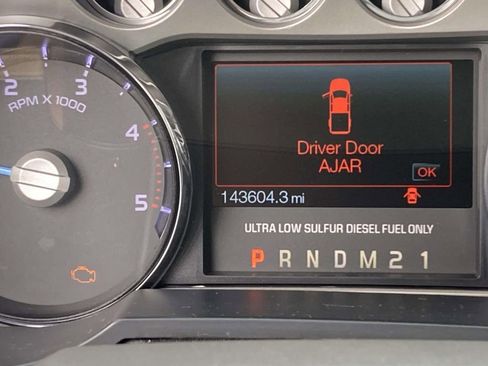 2 3
4
5
RPM X 1000
Driver Door
AJAR
OK
143604.3 mi
ULTRA LOW SULFUR DIESEL FUEL ONLY
P R N D M 2 1